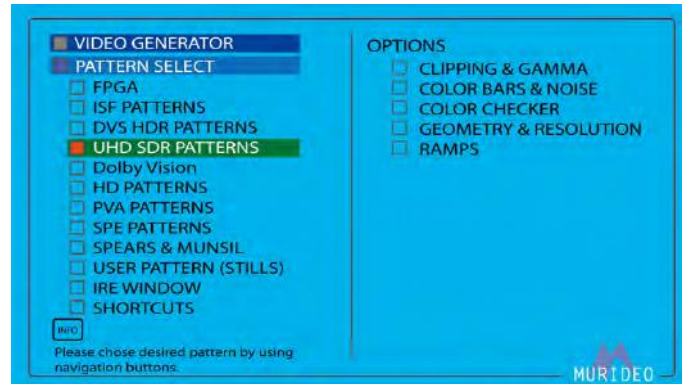 VIDEO GENERATOR
PATTERN SELECT
FPGA
ISF PATTERNS
DVS HDR PATTERNS
UHD SDR PATTERNS
Dolby Vision
HD PATTERNS
PVA PATTERNS
SPE PATTERNS
SPEARS & MUNSIL
USER PATTERN (STILLS)
IRE WINDOW
SHORTCUTS
INFO
Please chose desired pattern by using
navigation buttons.
OPTIONS
CLIPPING & GAMMA
COLOR BARS & NOISE
COLOR CHECKER
GEOMETRY & RESOLUTION
RAMPS
MURIDEO